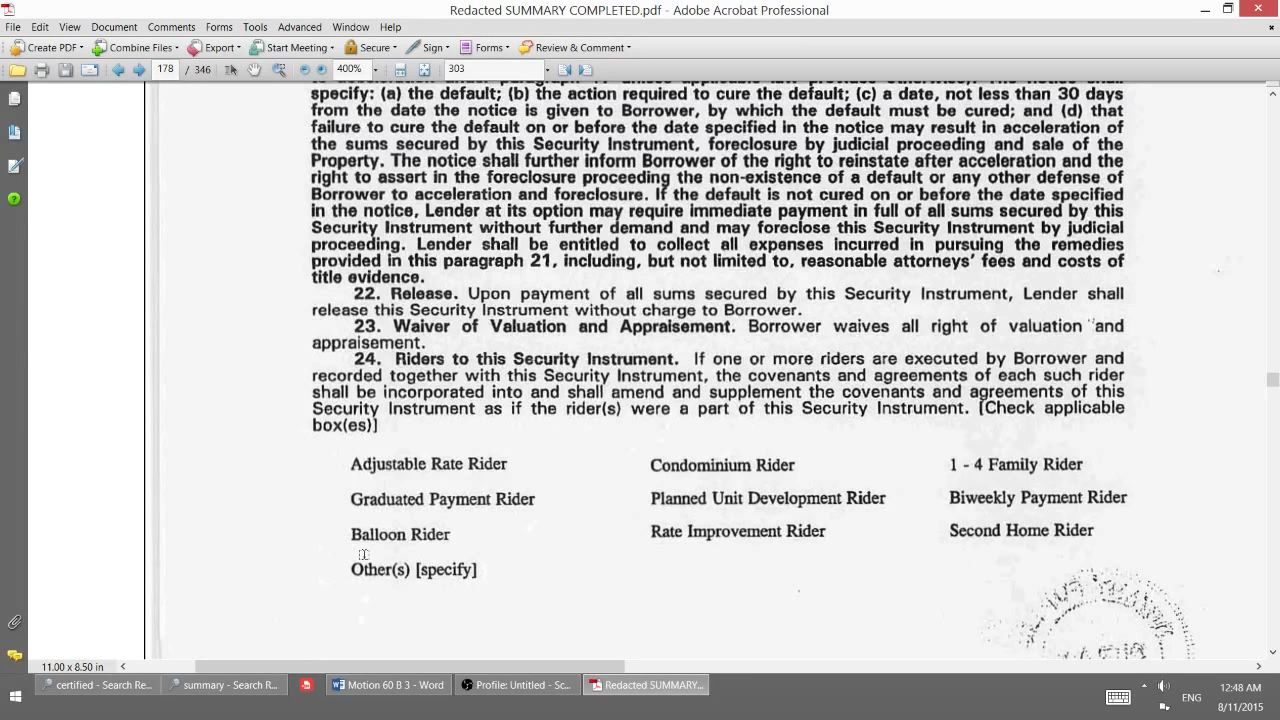 Redacted SUMMARY COMPLETED.pdf - Adobe Acrobat Professional
File Edit View Document Comments Forms Tools Advanced Window Help
Create PDF Combine Files Export Start Meeting Secure Sign Forms Review & Comment
178 / 346 400% 303
specify: (a) the default; (b) the action required to cure the default; (c) a date, not less than 30 days
from the date the notice is given to Borrower, by which the default must be cured; and (d) that
failure to cure the default on or before the date specified in the notice may result in acceleration of
the sums secured by this Security Instrument, foreclosure by judicial proceeding and sale of the
Property. The notice shall further inform Borrower of the right to reinstate after acceleration and the
right to assert in the foreclosure proceeding the non-existence of a default or any other defense of
Borrower to acceleration and foreclosure. If the default is not cured on or before the date specified
in the notice, Lender at its option may require immediate payment in full of all sums secured by this
Security Instrument without further demand and may foreclose this Security Instrument by judicial
proceeding. Lender shall be entitled to collect all expenses incurred in pursuing the remedies
provided in this paragraph 21, including, but not limited to, reasonable attorneys' fees and costs of
title evidence.
22. Release. Upon payment of all sums secured by this Security Instrument, Lender shall
release this Security Instrument without charge to Borrower.
23. Waiver of Valuation and Appraisement. Borrower waives all right of valuation and
appraisement.
24. Riders to this Security Instrument. If one or more riders are executed by Borrower and
recorded together with this Security Instrument, the covenants and agreements of each such rider
shall be incorporated into and shall amend and supplement the covenants and agreements of this
Security Instrument as if the rider(s) were a part of this Security Instrument. [Check applicable
box(es)]
Adjustable Rate Rider Condominium Rider 1 - 4 Family Rider
Graduated Payment Rider Planned Unit Development Rider Biweekly Payment Rider
Balloon Rider Rate Improvement Rider Second Home Rider
Other(s) [specify]
11.00 x 8.50 in
certified - Search Re... summary - Search R... Motion 60 B 3 - Word Profile: Untitled - Sc... Redacted SUMMARY... ENG 12:48 AM
8/11/2015